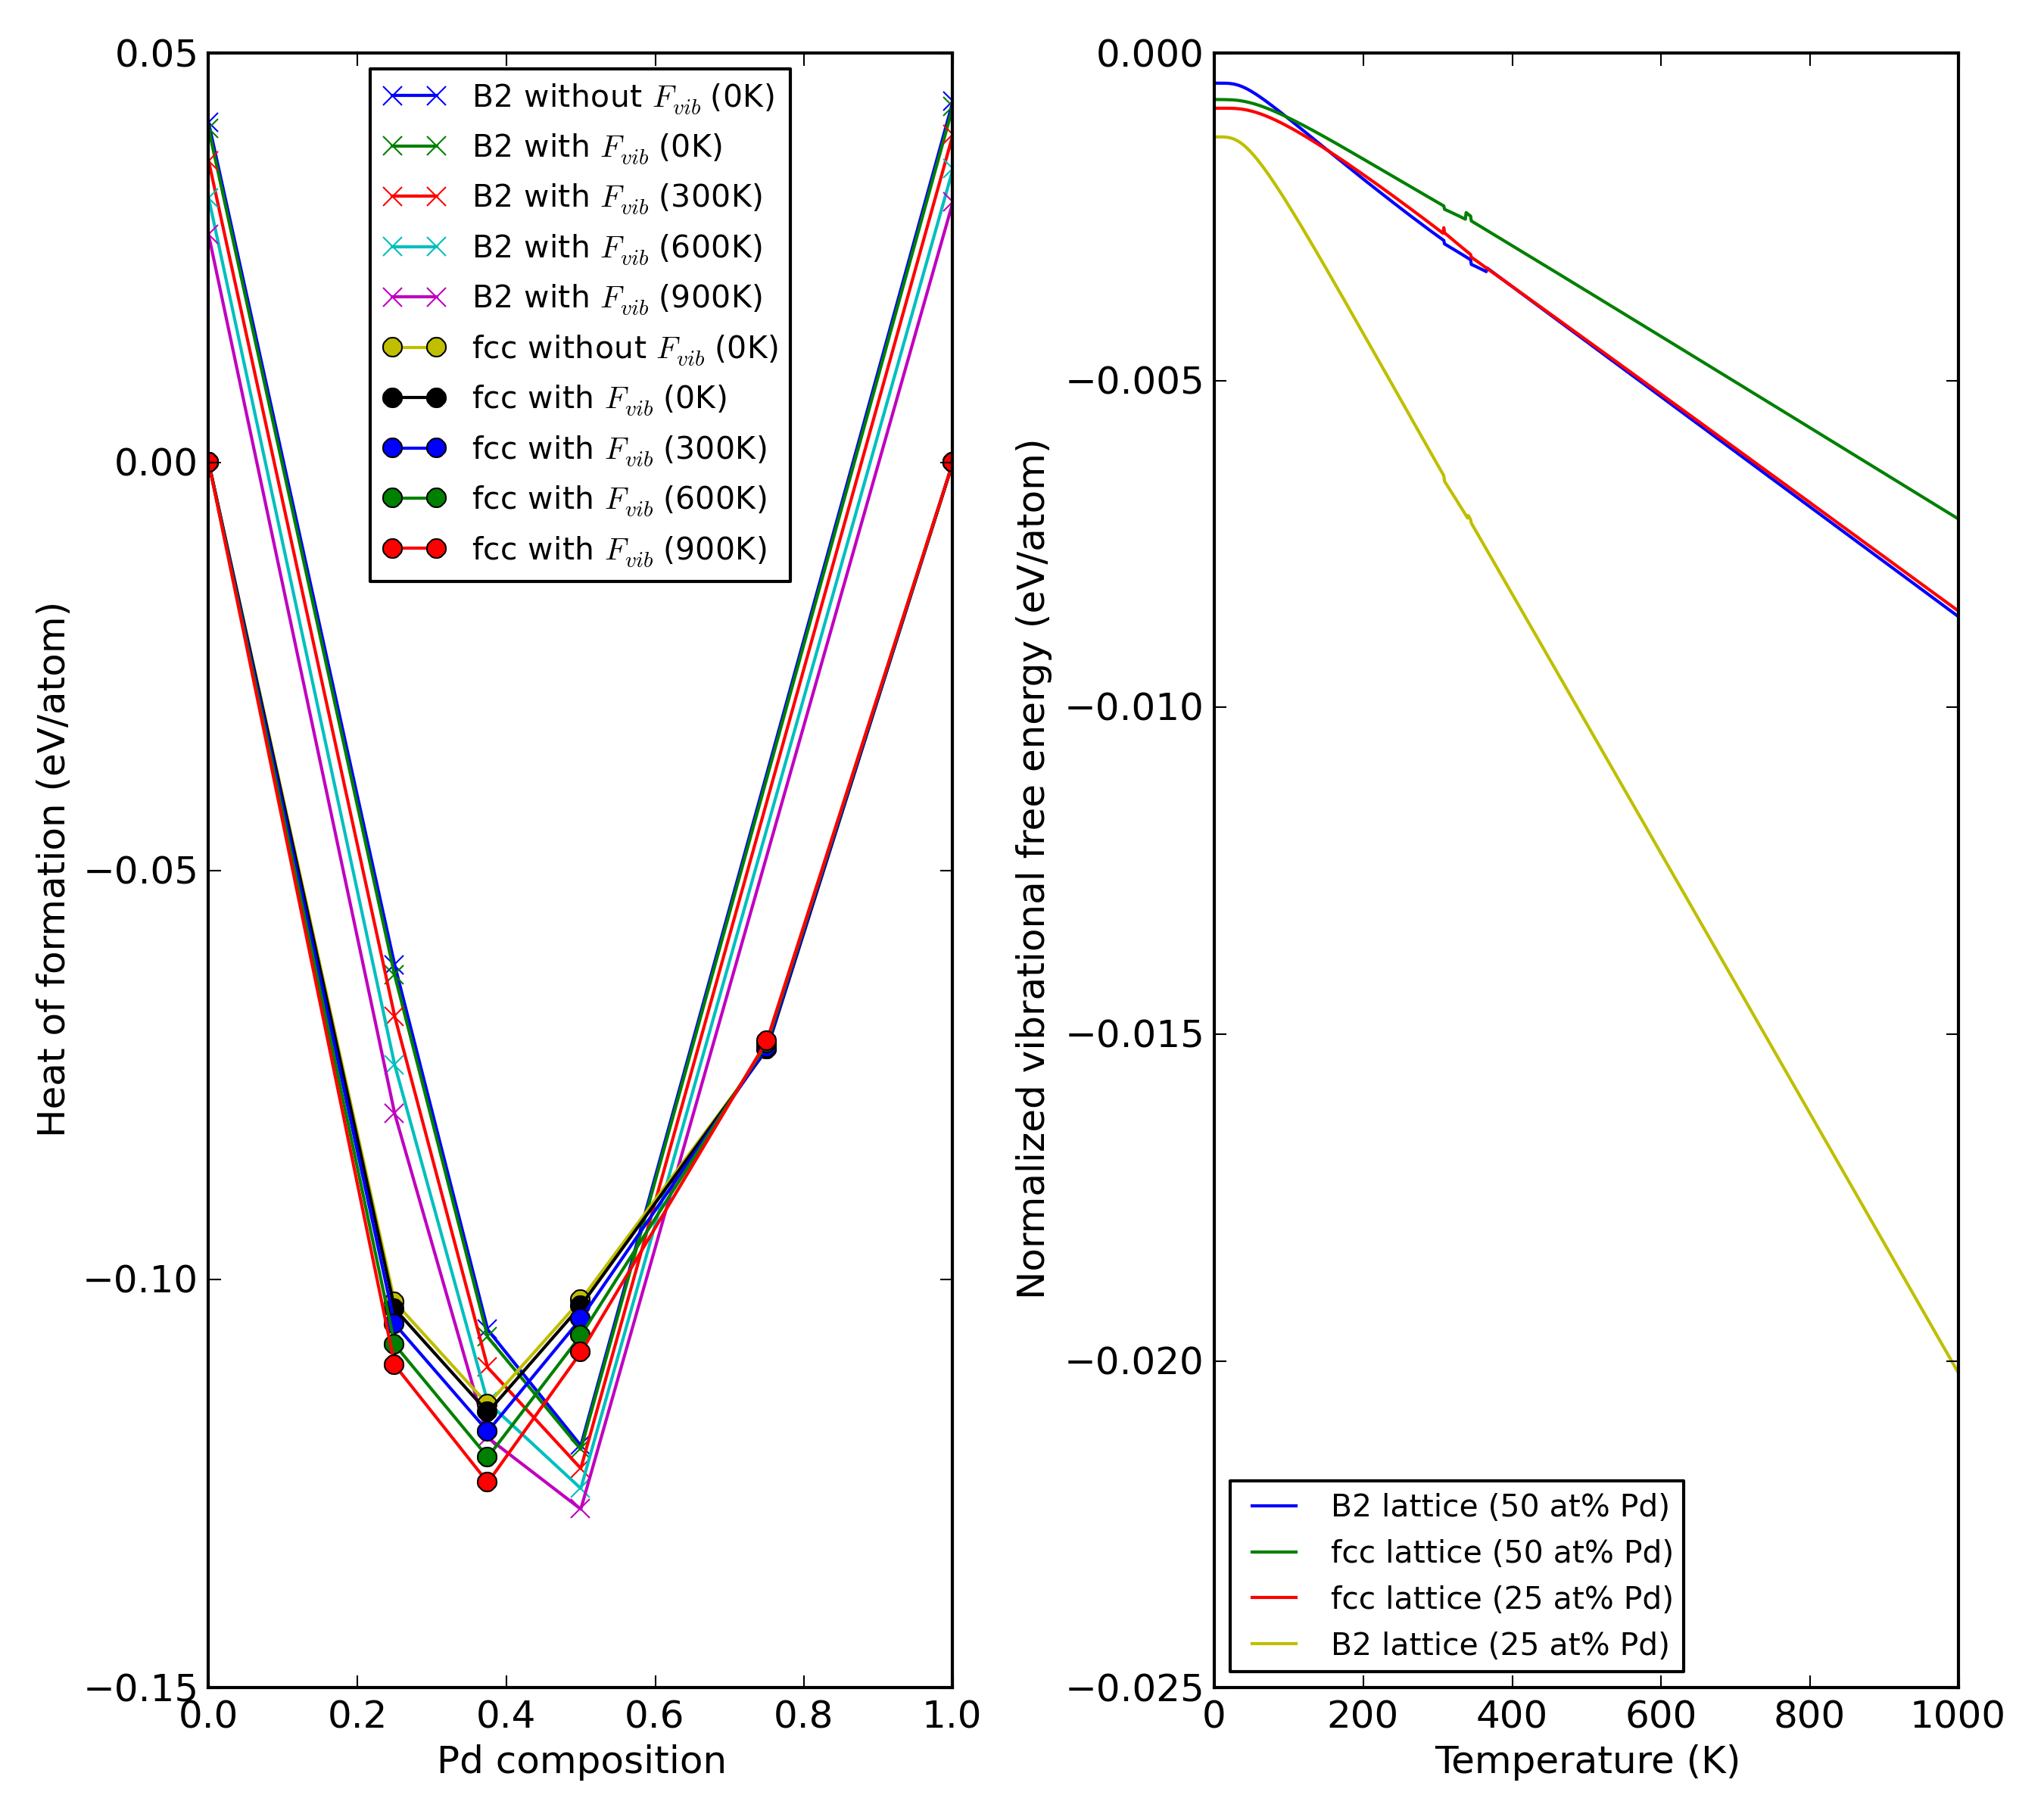 0.05
0.00
−0.05
−0.10
−0.15
0.0
0.2
0.4
0.6
0.8
1.0
Pd composition
Heat of formation (eV/atom)
B2 without F_vib (0K)
B2 with F_vib (0K)
B2 with F_vib (300K)
B2 with F_vib (600K)
B2 with F_vib (900K)
fcc without F_vib (0K)
fcc with F_vib (0K)
fcc with F_vib (300K)
fcc with F_vib (600K)
fcc with F_vib (900K)
0.000
−0.005
−0.010
−0.015
−0.020
−0.025
0
200
400
600
800
1000
Temperature (K)
Normalized vibrational free energy (eV/atom)
B2 lattice (50 at% Pd)
fcc lattice (50 at% Pd)
fcc lattice (25 at% Pd)
B2 lattice (25 at% Pd)